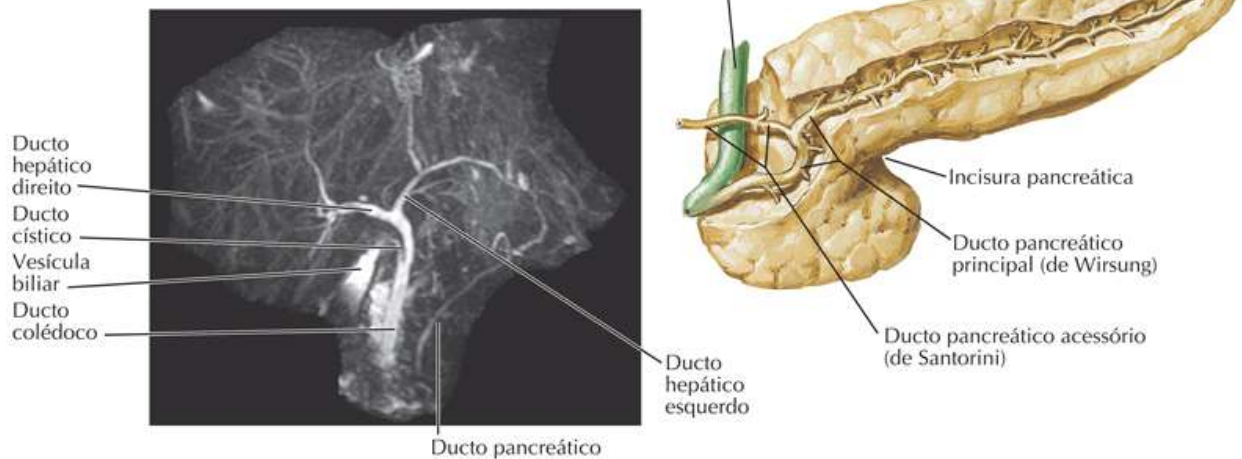 Ducto
hepático
direito
Ducto
cístico
Vesícula
biliar
Ducto
colédoco
Ducto
hepático
esquerdo
Ducto pancreático
Incisura pancreática
Ducto pancreático
principal (de Wirsung)
Ducto pancreático acessório
(de Santorini)